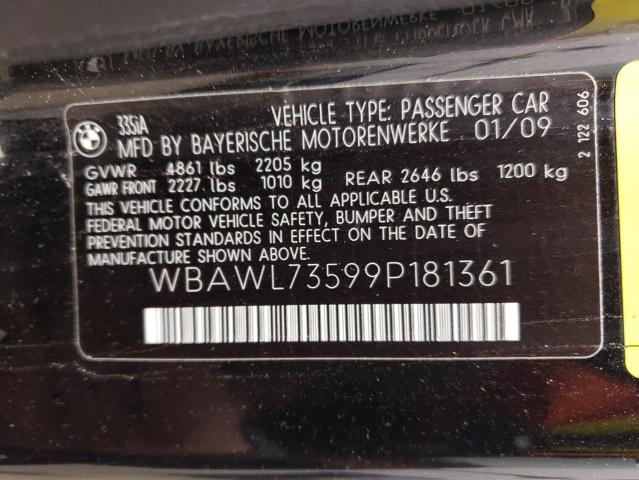 BMW
335iA
VEHICLE TYPE: PASSENGER CAR
MFD BY BAYERISCHE MOTORENWERKE 01/09
GVWR 4861 lbs 2205 kg
GAWR FRONT 2227 lbs 1010 kg REAR 2646 lbs 1200 kg
THIS VEHICLE CONFORMS TO ALL APPLICABLE U.S.
FEDERAL MOTOR VEHICLE SAFETY, BUMPER AND THEFT
PREVENTION STANDARDS IN EFFECT ON THE DATE OF
MANUFACTURE SHOWN ABOVE.
WBAWL73599P181361
2 122 606